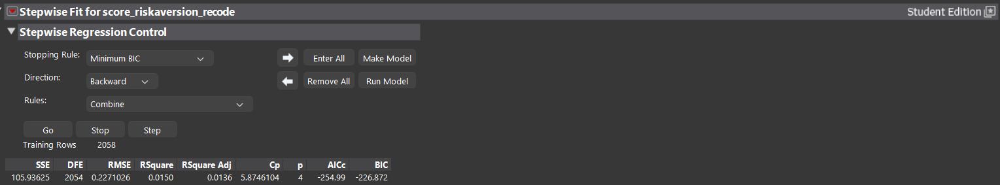 Stepwise Fit for score_riskaversion_recode Student Edition
Stepwise Regression Control
Stopping Rule: Minimum BIC Enter All Make Model
Direction: Backward Remove All Run Model
Rules: Combine
Go Stop Step
Training Rows 2058
SSE DFE RMSE RSquare RSquare Adj Cp p AICc BIC
105.93625 2054 0.2271026 0.0150 0.0136 5.8746104 4 -254.99 -226.872